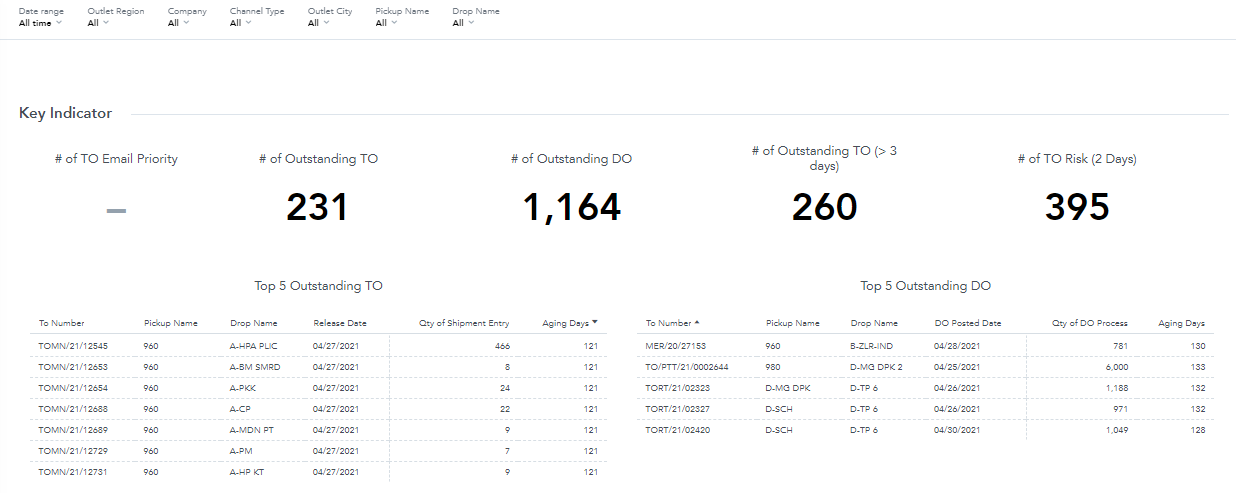 Date range Outlet Region Company Channel Type Outlet City Pickup Name Drop Name
All time All All All All All All
Key Indicator
# of TO Email Priority # of Outstanding TO # of Outstanding DO # of Outstanding TO (> 3 days) # of TO Risk (2 Days)
– 231 1,164 260 395
Top 5 Outstanding TO
To Number Pickup Name Drop Name Release Date Qty of Shipment Entry Aging Days
TOMN/21/12545 960 A-HPA PLIC 04/27/2021 466 121
TOMN/21/12653 960 A-BM SMRD 04/27/2021 8 121
TOMN/21/12654 960 A-PKK 04/27/2021 24 121
TOMN/21/12688 960 A-CP 04/27/2021 22 121
TOMN/21/12689 960 A-MDN PT 04/27/2021 9 121
TOMN/21/12729 960 A-PM 04/27/2021 7 121
TOMN/21/12731 960 A-HP KT 04/27/2021 9 121
Top 5 Outstanding DO
To Number Pickup Name Drop Name DO Posted Date Qty of DO Process Aging Days
MER/20/27153 960 B-ZLR-IND 04/28/2021 781 130
TO/PTT/21/0002644 980 D-MG DPK 2 04/25/2021 6,000 133
TORT/21/02323 D-MG DPK D-TP 6 04/26/2021 1,188 132
TORT/21/02327 D-SCH D-TP 6 04/26/2021 971 132
TORT/21/02420 D-SCH D-TP 6 04/30/2021 1,049 128